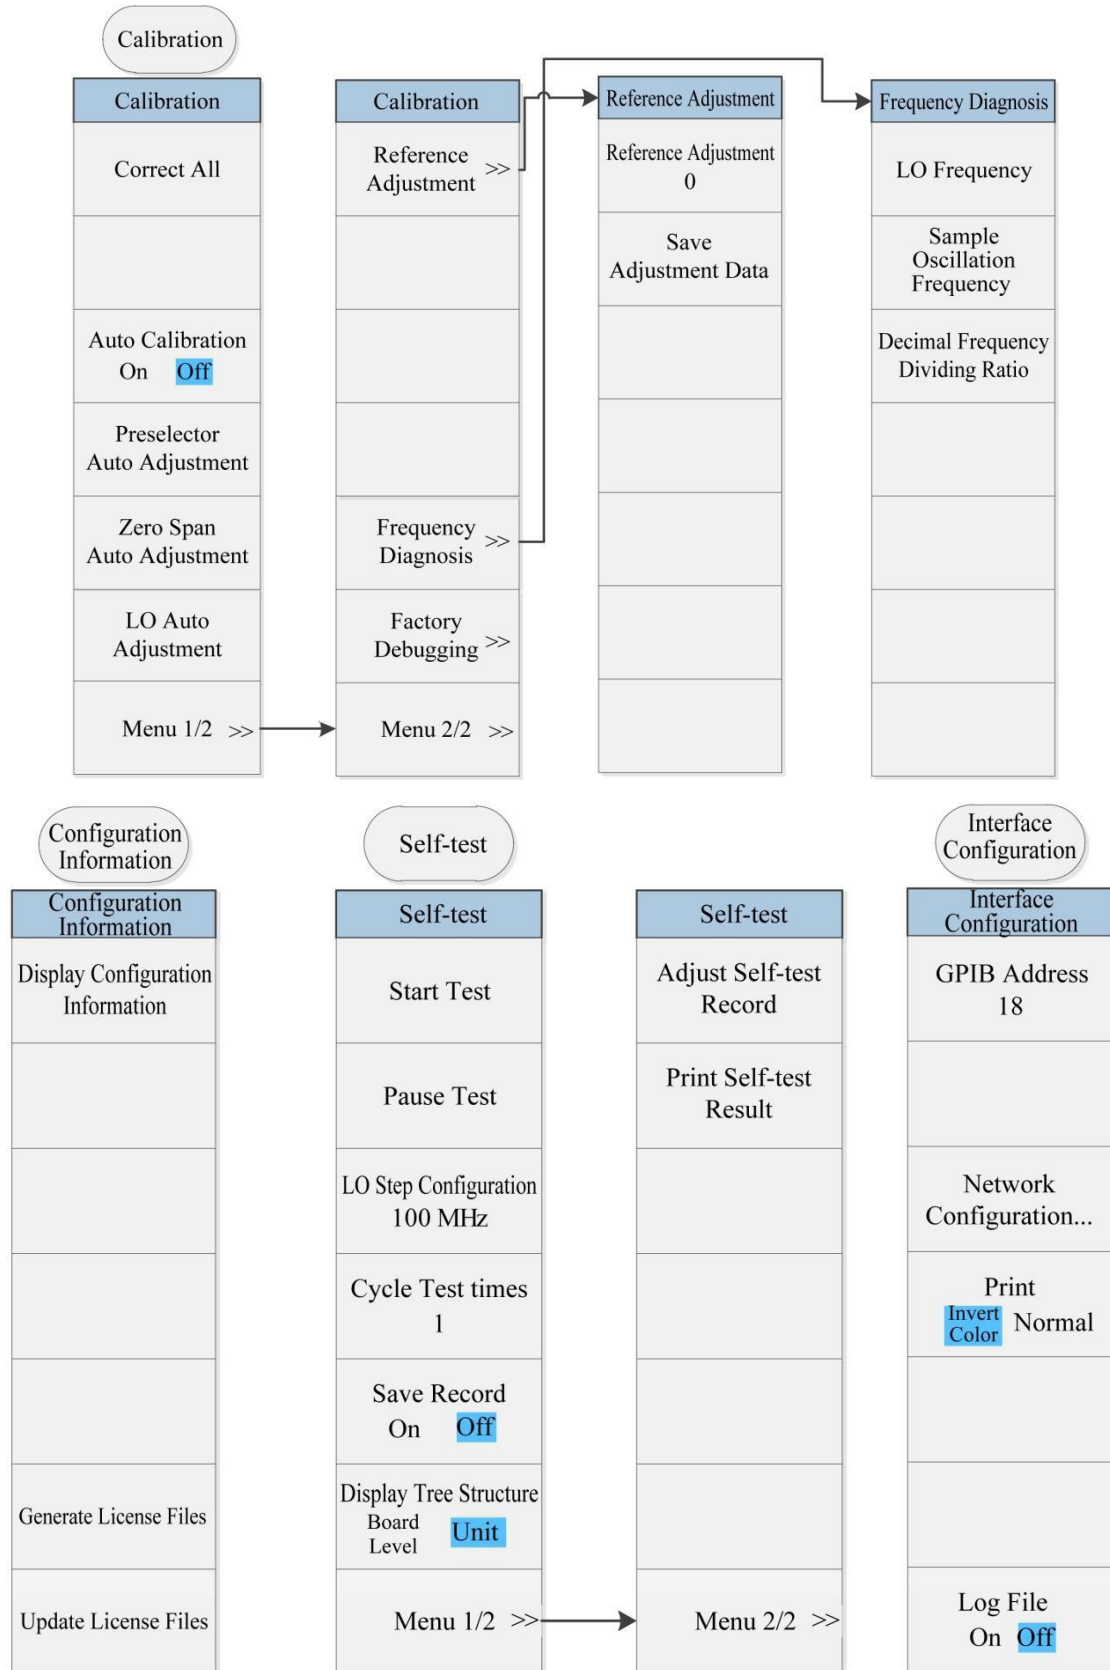 Calibration
Calibration
Correct All
Auto Calibration
On Off
Preselector
Auto Adjustment
Zero Span
Auto Adjustment
LO Auto
Adjustment
Menu 1/2 >>
Calibration
Reference
Adjustment >>
Frequency
Diagnosis >>
Factory
Debugging >>
Menu 2/2 >>
Reference Adjustment
Reference Adjustment
0
Save
Adjustment Data
Frequency Diagnosis
LO Frequency
Sample
Oscillation
Frequency
Decimal Frequency
Dividing Ratio
Configuration
Information
Configuration
Information
Display Configuration
Information
Generate License Files
Update License Files
Self-test
Self-test
Start Test
Pause Test
LO Step Configuration
100 MHz
Cycle Test times
1
Save Record
On Off
Display Tree Structure
Board
Level
Unit
Menu 1/2 >>
Self-test
Adjust Self-test
Record
Print Self-test
Result
Menu 2/2 >>
Interface
Configuration
Interface
Configuration
GPIB Address
18
Network
Configuration...
Print
Invert
Color
Normal
Log File
On Off